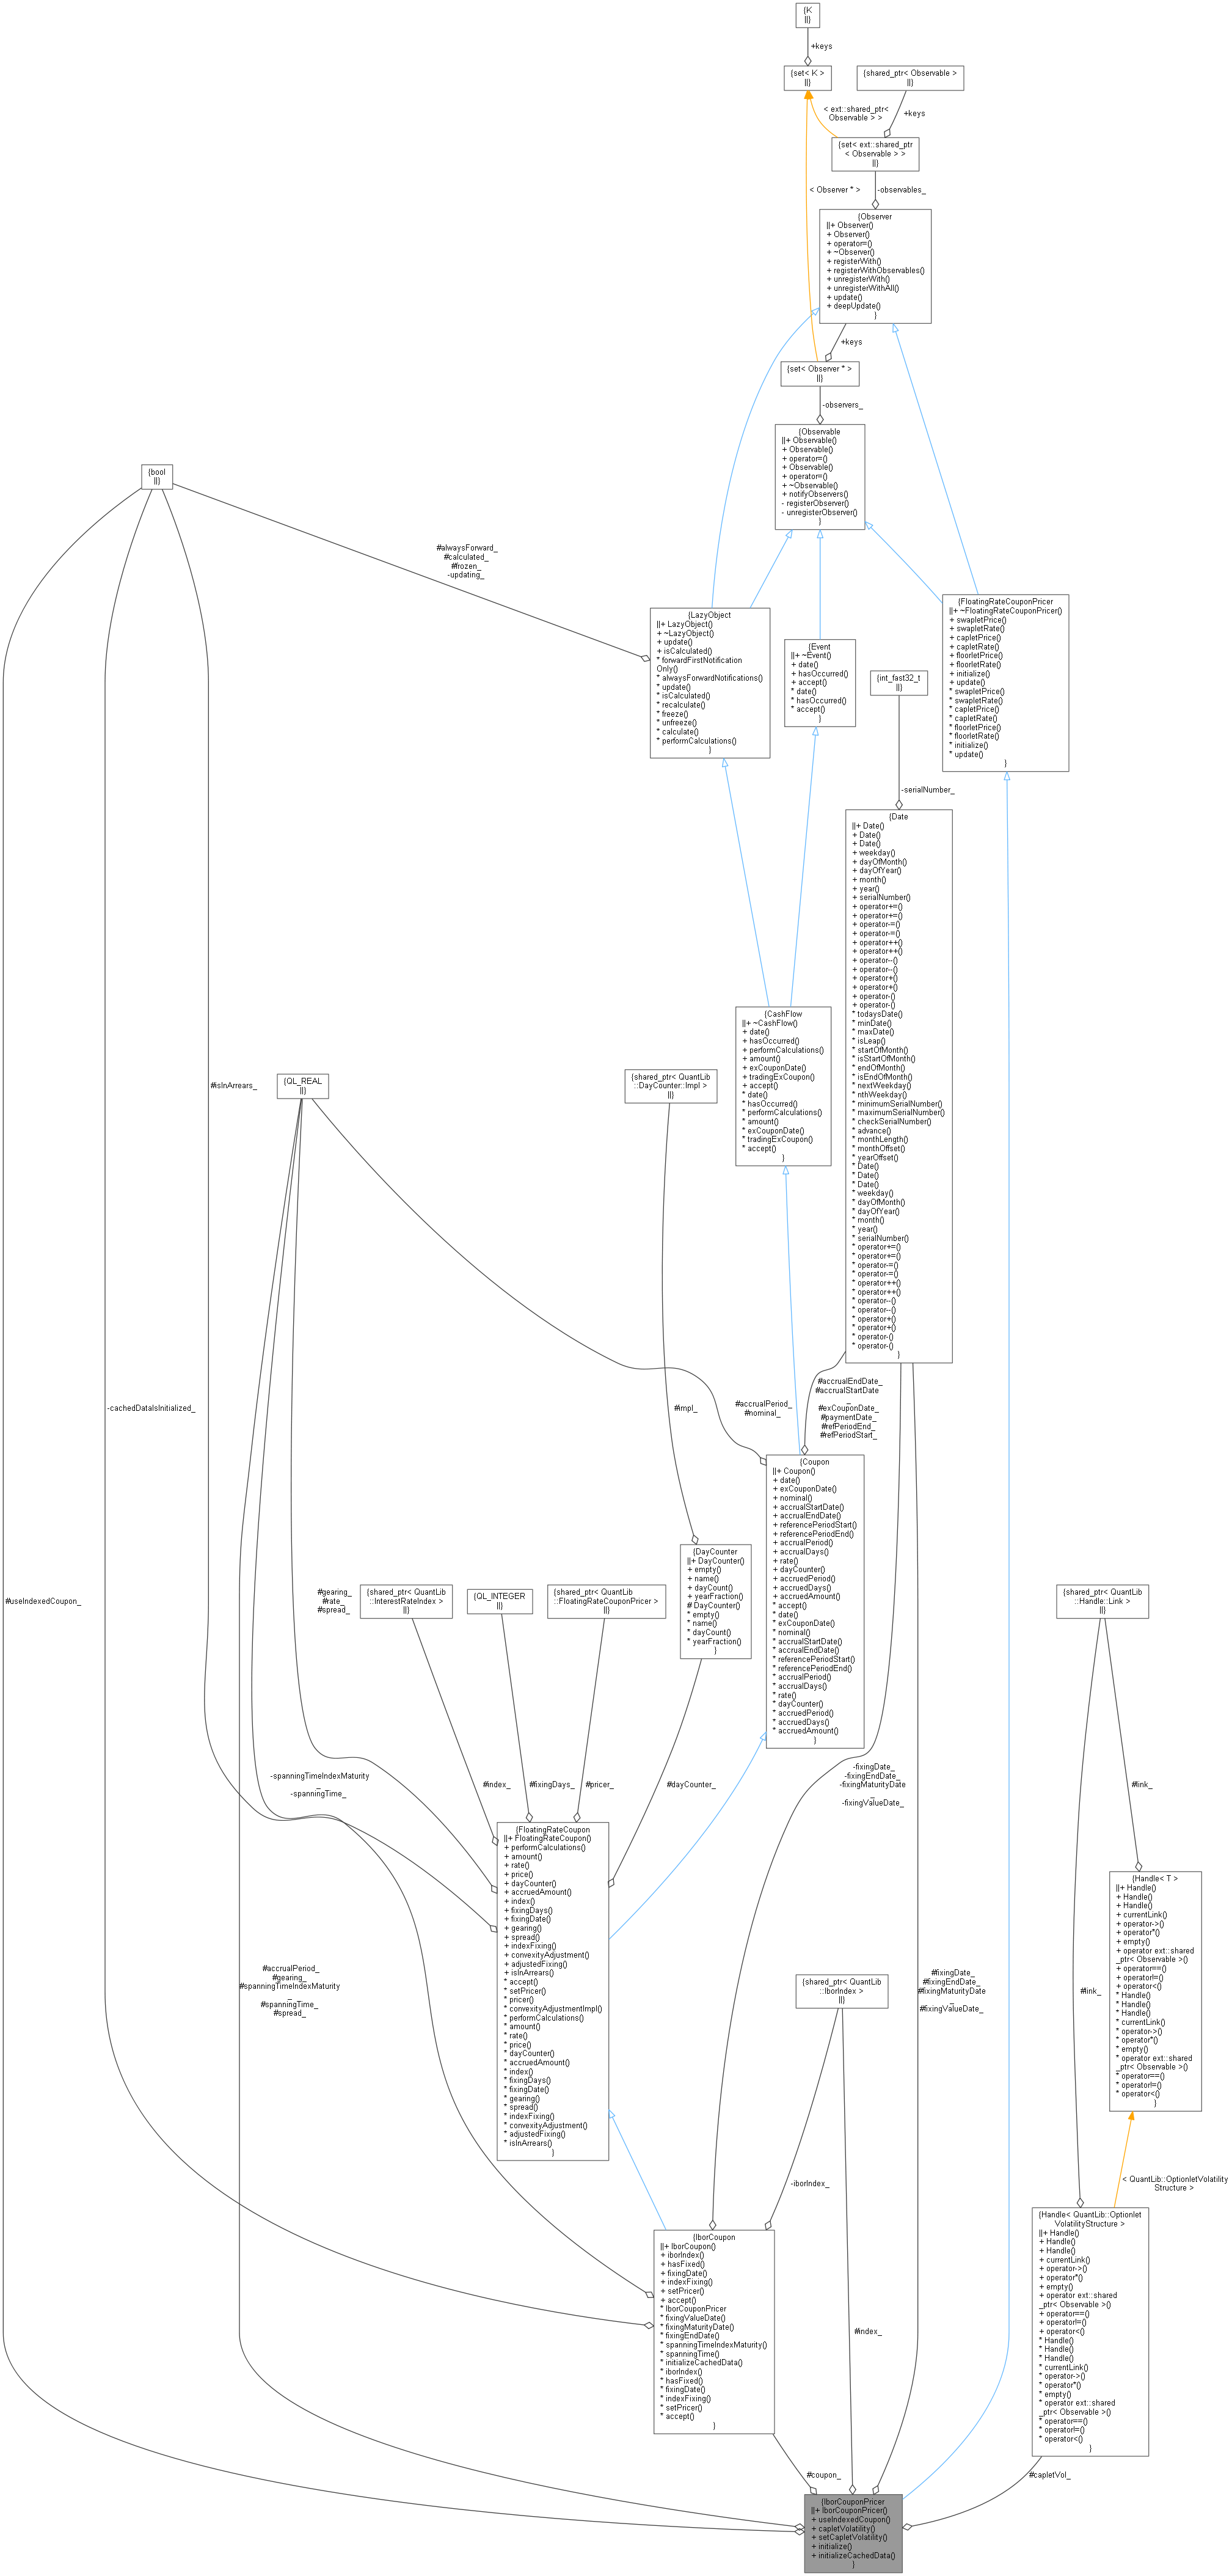 {K
||}
+keys
{set< K >
||}
{shared_ptr< Observable >
||}
< ext::shared_ptr<
Observable > >
+keys
{set< ext::shared_ptr
< Observable > >
||}
< Observer * >
-observables_
{Observer
||+ Observer()
+ Observer()
+ operator=()
+ ~Observer()
+ registerWith()
+ registerWithObservables()
+ unregisterWith()
+ unregisterWithAll()
+ update()
+ deepUpdate()
}
+keys
{set< Observer * >
||}
-observers_
{Observable
||+ Observable()
+ Observable()
+ operator=()
+ Observable()
+ operator=()
+ ~Observable()
+ notifyObservers()
- registerObserver()
- unregisterObserver()
}
{bool
||}
#alwaysForward_
#calculated_
#frozen_
-updating_
{LazyObject
||+ LazyObject()
+ ~LazyObject()
+ update()
+ isCalculated()
* forwardFirstNotification
Only()
* alwaysForwardNotifications()
* update()
* isCalculated()
* recalculate()
* freeze()
* unfreeze()
* calculate()
* performCalculations()
}
{Event
||+ ~Event()
+ date()
+ hasOccurred()
+ accept()
* date()
* hasOccurred()
* accept()
}
{FloatingRateCouponPricer
||+ ~FloatingRateCouponPricer()
+ swapletPrice()
+ swapletRate()
+ capletPrice()
+ capletRate()
+ floorletPrice()
+ floorletRate()
+ initialize()
+ update()
* swapletPrice()
* swapletRate()
* capletPrice()
* capletRate()
* floorletPrice()
* floorletRate()
* initialize()
* update()
}
{int_fast32_t
||}
-serialNumber_
{Date
||+ Date()
+ Date()
+ Date()
+ weekday()
+ dayOfMonth()
+ dayOfYear()
+ month()
+ year()
+ serialNumber()
+ operator+=()
+ operator+=()
+ operator-=()
+ operator-=()
+ operator++()
+ operator++()
+ operator--()
+ operator--()
+ operator+()
+ operator+()
+ operator-()
+ operator-()
* todaysDate()
* minDate()
* maxDate()
* isLeap()
* startOfMonth()
* isStartOfMonth()
* endOfMonth()
* isEndOfMonth()
* nextWeekday()
* nthWeekday()
* minimumSerialNumber()
* maximumSerialNumber()
* checkSerialNumber()
* advance()
* monthLength()
* monthOffset()
* yearOffset()
* Date()
* Date()
* Date()
* weekday()
* dayOfMonth()
* dayOfYear()
* month()
* year()
* serialNumber()
* operator+=()
* operator+=()
* operator-=()
* operator-=()
* operator++()
* operator++()
* operator--()
* operator--()
* operator+()
* operator+()
* operator-()
* operator-()
}
{CashFlow
||+ ~CashFlow()
+ date()
+ hasOccurred()
+ performCalculations()
+ amount()
+ exCouponDate()
+ tradingExCoupon()
+ accept()
* date()
* hasOccurred()
* performCalculations()
* amount()
* exCouponDate()
* tradingExCoupon()
* accept()
}
{QL_REAL
||}
#isInArrears_
{shared_ptr< QuantLib
::DayCounter::Impl >
||}
-cachedDataIsInitialized_
#impl_
#accrualPeriod_
#nominal_
#accrualEndDate_
#accrualStartDate
_
#exCouponDate_
#paymentDate_
#refPeriodEnd_
#refPeriodStart_
{Coupon
||+ Coupon()
+ date()
+ exCouponDate()
+ nominal()
+ accrualStartDate()
+ accrualEndDate()
+ referencePeriodStart()
+ referencePeriodEnd()
+ accrualPeriod()
+ accrualDays()
+ rate()
+ dayCounter()
+ accruedPeriod()
+ accruedDays()
+ accruedAmount()
* accept()
* date()
* exCouponDate()
* nominal()
* accrualStartDate()
* accrualEndDate()
* referencePeriodStart()
* referencePeriodEnd()
* accrualPeriod()
* accrualDays()
* rate()
* dayCounter()
* accruedPeriod()
* accruedDays()
* accruedAmount()
}
{DayCounter
||+ DayCounter()
+ empty()
+ name()
+ dayCount()
+ yearFraction()
# DayCounter()
* empty()
* name()
* dayCount()
* yearFraction()
}
#useIndexedCoupon_
#gearing_
#rate_
#spread_
{shared_ptr< QuantLib
::InterestRateIndex >
||}
{QL_INTEGER
||}
{shared_ptr< QuantLib
::FloatingRateCouponPricer >
||}
{shared_ptr< QuantLib
::Handle::Link >
||}
-spanningTimeIndexMaturity
_
-spanningTime_
#index_
#fixingDays_
#pricer_
#dayCounter_
-fixingDate_
-fixingEndDate_
-fixingMaturityDate
_
-fixingValueDate_
#link_
{FloatingRateCoupon
||+ FloatingRateCoupon()
+ performCalculations()
+ amount()
+ rate()
+ price()
+ dayCounter()
+ accruedAmount()
+ index()
+ fixingDays()
+ fixingDate()
+ gearing()
+ spread()
+ indexFixing()
+ convexityAdjustment()
+ adjustedFixing()
+ isInArrears()
* accept()
* setPricer()
* pricer()
* convexityAdjustmentImpl()
* performCalculations()
* amount()
* rate()
* price()
* dayCounter()
* accruedAmount()
* index()
* fixingDays()
* fixingDate()
* gearing()
* spread()
* indexFixing()
* convexityAdjustment()
* adjustedFixing()
* isInArrears()
}
{Handle< T >
||+ Handle()
+ Handle()
+ Handle()
+ currentLink()
+ operator->()
+ operator*()
+ empty()
+ operator ext::shared
_ptr< Observable >()
+ operator==()
+ operator!=()
+ operator<()
* Handle()
* Handle()
* Handle()
* currentLink()
* operator->()
* operator*()
* empty()
* operator ext::shared
_ptr< Observable >()
* operator==()
* operator!=()
* operator<()
}
#accrualPeriod_
#gearing_
#spanningTimeIndexMaturity
_
#spanningTime_
#spread_
{shared_ptr< QuantLib
::IborIndex >
||}
#fixingDate_
#fixingEndDate_
#fixingMaturityDate
_
#fixingValueDate_
#link_
-iborIndex_
< QuantLib::OptionletVolatility
Structure >
{IborCoupon
||+ IborCoupon()
+ iborIndex()
+ hasFixed()
+ fixingDate()
+ indexFixing()
+ setPricer()
+ accept()
* IborCouponPricer
* fixingValueDate()
* fixingMaturityDate()
* fixingEndDate()
* spanningTimeIndexMaturity()
* spanningTime()
* initializeCachedData()
* iborIndex()
* hasFixed()
* fixingDate()
* indexFixing()
* setPricer()
* accept()
}
#index_
{Handle< QuantLib::Optionlet
VolatilityStructure >
||+ Handle()
+ Handle()
+ Handle()
+ currentLink()
+ operator->()
+ operator*()
+ empty()
+ operator ext::shared
_ptr< Observable >()
+ operator==()
+ operator!=()
+ operator<()
* Handle()
* Handle()
* Handle()
* currentLink()
* operator->()
* operator*()
* empty()
* operator ext::shared
_ptr< Observable >()
* operator==()
* operator!=()
* operator<()
}
#coupon_
#capletVol_
{IborCouponPricer
||+ IborCouponPricer()
+ useIndexedCoupon()
+ capletVolatility()
+ setCapletVolatility()
+ initialize()
+ initializeCachedData()
}